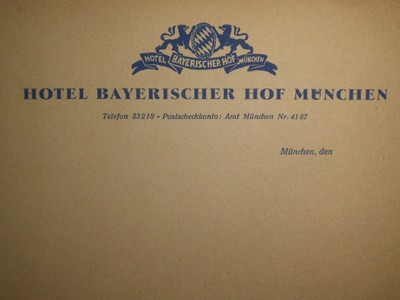 HOTEL BAYERISCHER HOF MÜNCHEN
HOTEL BAYERISCHER HOF MÜNCHEN
Telefon 33218 - Postscheckkonto: Amt München Nr. 4187
München, den